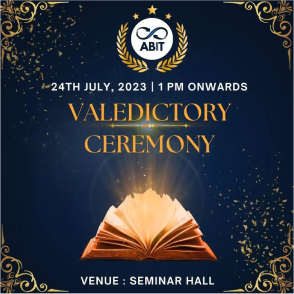 ABIT
24TH JULY, 2023 | 1 PM ONWARDS
VALEDICTORY
CEREMONY
VENUE : SEMINAR HALL